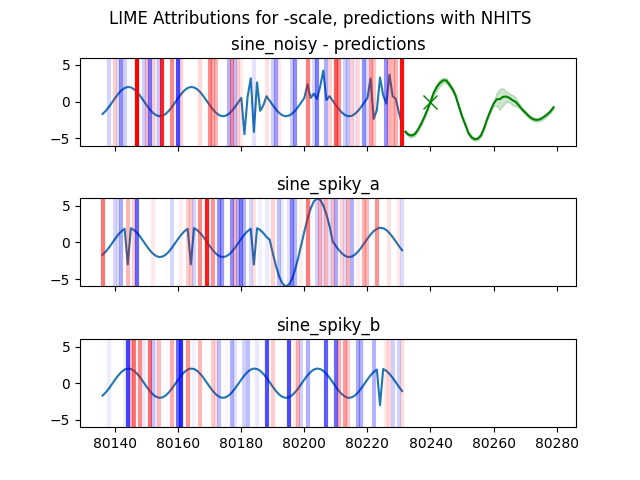 LIME Attributions for -scale, predictions with NHITS
sine_noisy - predictions
5
0
−5
sine_spiky_a
5
0
−5
sine_spiky_b
5
0
−5
80140 80160 80180 80200 80220 80240 80260 80280